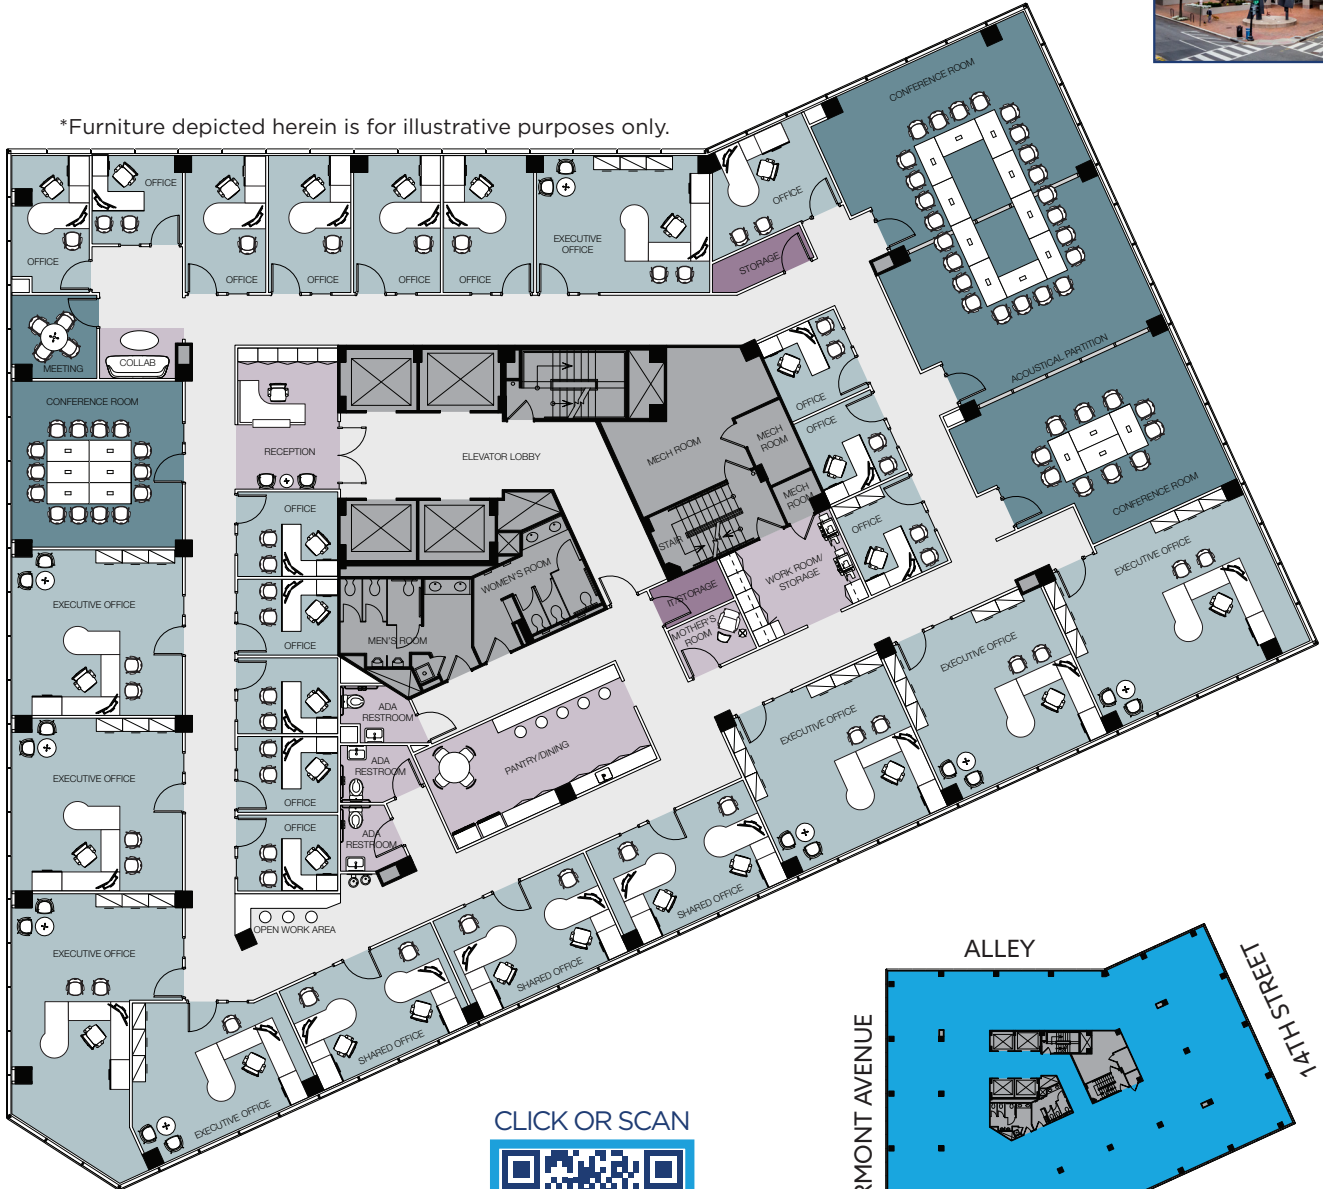 *Furniture depicted herein is for illustrative purposes only.
CONFERENCE ROOM
OFFICE
OFFICE
OFFICE
OFFICE
OFFICE
OFFICE
EXECUTIVE
OFFICE
OFFICE
STORAGE
MEETING
COLLAB
ACOUSTICAL PARTITION
CONFERENCE ROOM
OFFICE
OFFICE
MECH ROOM
MECH
ROOM
RECEPTION
ELEVATOR LOBBY
MECH
ROOM
CONFERENCE ROOM
OFFICE
OFFICE
STAIR
WORK ROOM/
STORAGE
EXECUTIVE OFFICE
WOMEN'S ROOM
IT/STORAGE
EXECUTIVE OFFICE
MOTHER'S
ROOM
MEN'S ROOM
OFFICE
EXECUTIVE OFFICE
ADA
RESTROOM
EXECUTIVE OFFICE
PANTRY/DINING
ADA
RESTROOM
EXECUTIVE OFFICE
OFFICE
OFFICE
ADA
RESTROOM
SHARED OFFICE
OPEN WORK AREA
EXECUTIVE OFFICE
SHARED OFFICE
SHARED OFFICE
EXECUTIVE OFFICE
ALLEY
14TH STREET
RMONT AVENUE
CLICK OR SCAN